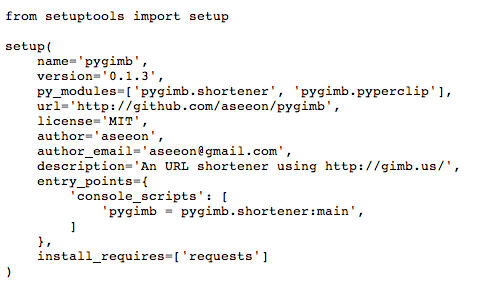 from setuptools import setup

setup(
    name='pygimb',
    version='0.1.3',
    py_modules=['pygimb.shortener', 'pygimb.pyperclip'],
    url='http://github.com/aseeon/pygimb',
    license='MIT',
    author='aseeon',
    author_email='aseeon@gmail.com',
    description='An URL shortener using http://gimb.us/',
    entry_points={
        'console_scripts': [
            'pygimb = pygimb.shortener:main',
        ]
    },
    install_requires=['requests']
)